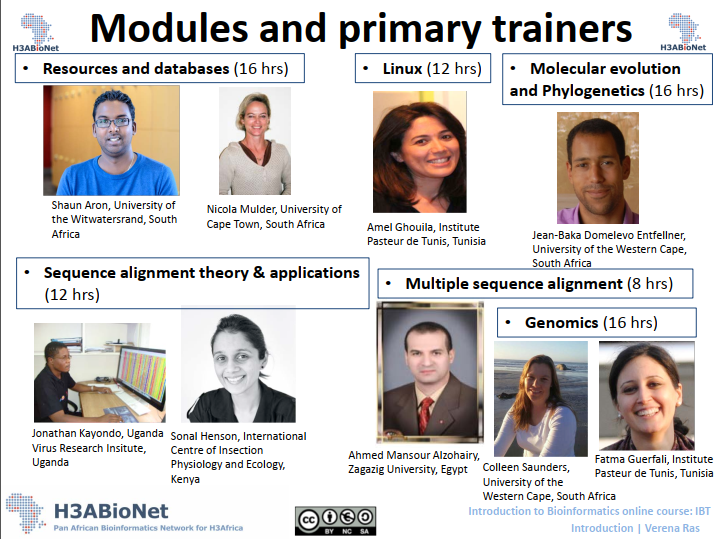 Modules and primary trainers
H3ABioNet
H3ABioNet
• Resources and databases (16 hrs)
• Linux (12 hrs)
• Molecular evolution
and Phylogenetics (16 hrs)
Shaun Aron, University of
the Witwatersrand, South
Africa
Nicola Mulder, University of
Cape Town, South Africa
Amel Ghouila, Institute
Pasteur de Tunis, Tunisia
Jean-Baka Domelevo Entfellner,
University of the Western Cape,
South Africa
• Sequence alignment theory & applications
(12 hrs)
• Multiple sequence alignment (8 hrs)
• Genomics (16 hrs)
Jonathan Kayondo, Uganda
Virus Research Insitute,
Uganda
Sonal Henson, International
Centre of Insection
Physiology and Ecology,
Kenya
Ahmed Mansour Alzohairy,
Zagazig University, Egypt
Colleen Saunders,
University of the
Western Cape, South Africa
Fatma Guerfali, Institute
Pasteur de Tunis, Tunisia
H3ABioNet
Pan African Bioinformatics Network for H3Africa
cc
BY NC SA
Introduction to Bioinformatics online course: IBT
Introduction | Verena Ras